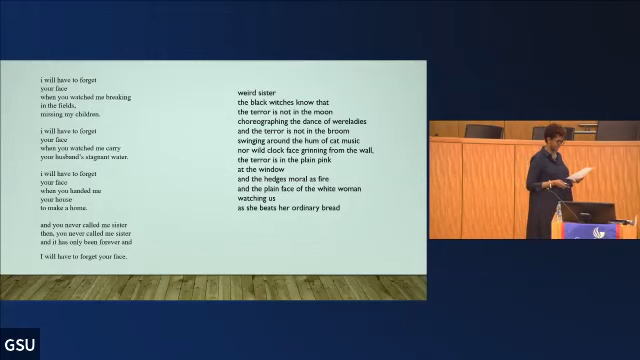 i will have to forget
your face
when you watched me breaking
in the fields,
missing my children.
i will have to forget
your face
when you watched me carry
your husband's stagnant water.
i will have to forget
your face
when you handed me
your house
to make a home.
and you never called me sister
then, you never called me sister
and it has only been forever and
I will have to forget your face.
weird sister
the black witches know that
the terror is not in the moon
choreographing the dance of wereladies
and the terror is not in the broom
swinging around the hum of cat music
nor wild clock face grinning from the wall,
the terror is in the plain pink
at the window
and the hedges moral as fire
and the plain face of the white woman
watching us
as she beats her ordinary bread
GSU